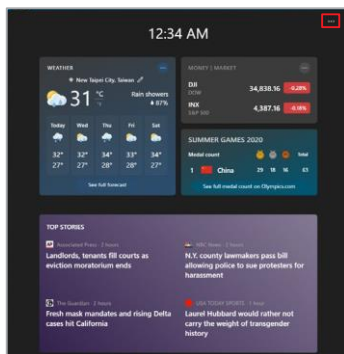 12:34 AM
WEATHER
New Taipei City, Taiwan
31 °C
Rain showers
87%
Today Wed Thu Fri Sat
32° 32° 34° 33° 34°
27° 27° 28° 27° 27°
See full forecast
MONEY | MARKET
DJI
DOW
34,838.16 -0.28%
INX
S&P 500
4,387.16 -0.18%
SUMMER GAMES 2020
Medal count total
1 China 29 18 16 63
See full medal count on Olympics.com
TOP STORIES
Associated Press · 2 hours
Landlords, tenants fill courts as
eviction moratorium ends
NBC News · 2 hours
N.Y. county lawmakers pass bill
allowing police to sue protesters for
harassment
The Guardian · 2 hours
Fresh mask mandates and rising Delta
cases hit California
USA TODAY SPORTS · 1 hour
Laurel Hubbard would rather not
carry the weight of transgender
history